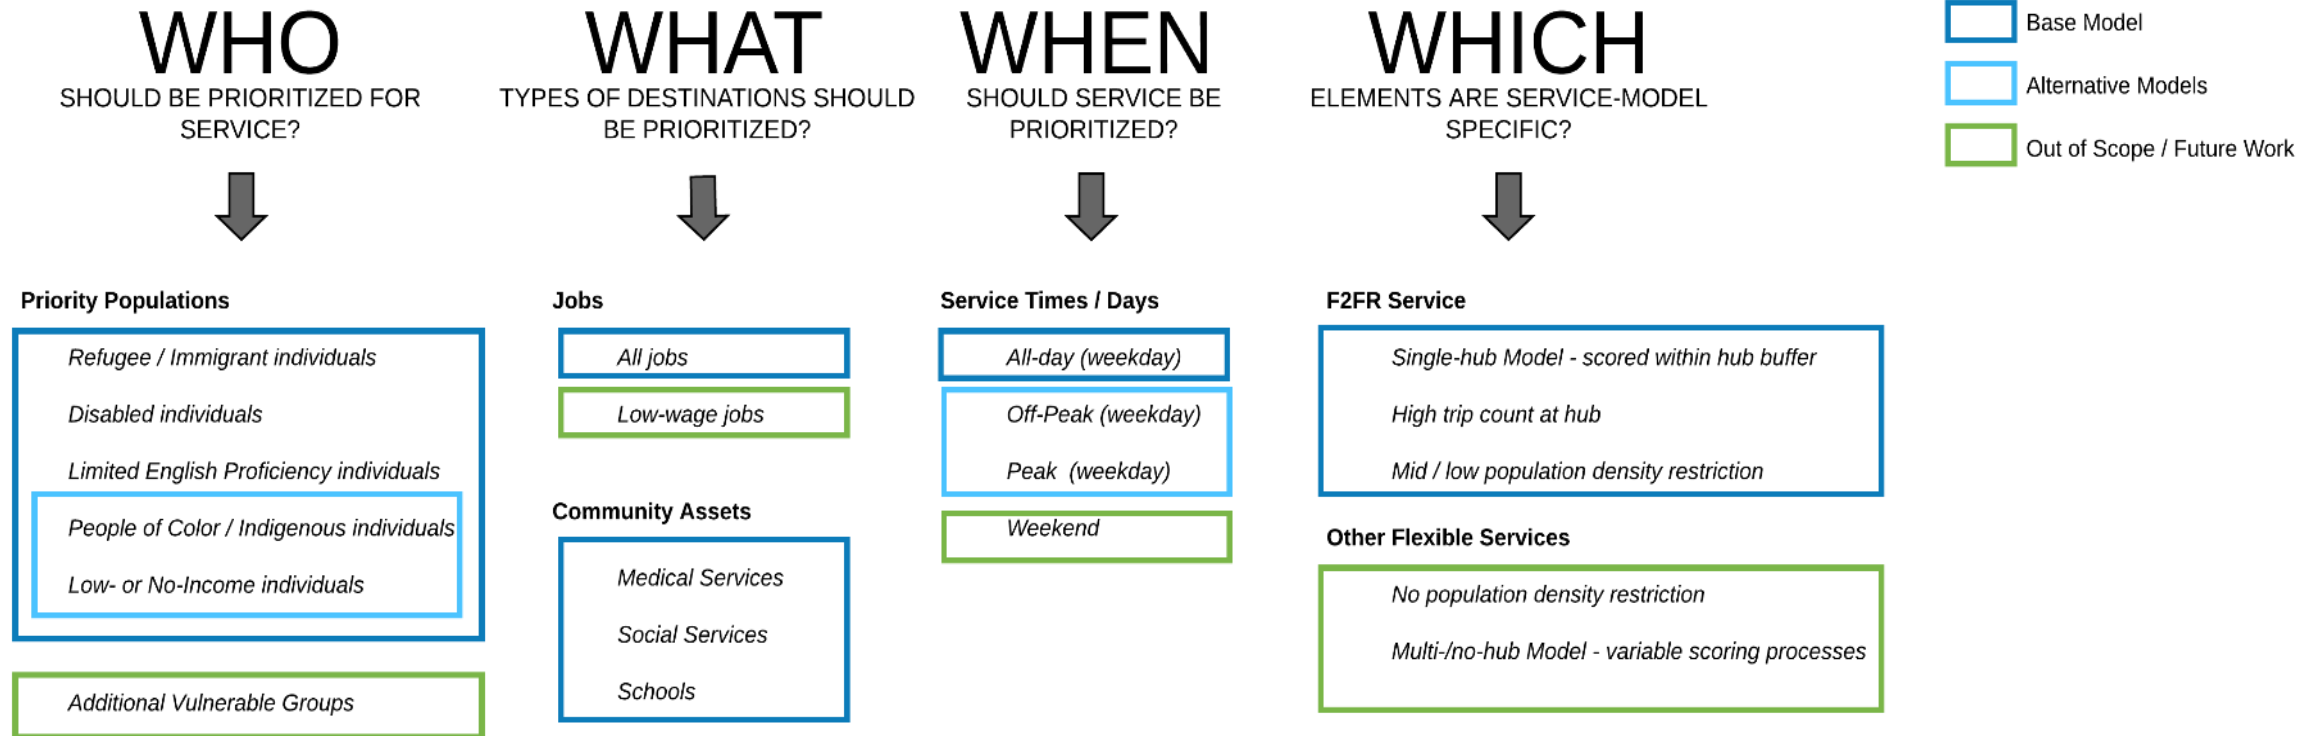 WHO
SHOULD BE PRIORITIZED FOR
SERVICE?
Priority Populations
Refugee / Immigrant individuals
Disabled individuals
Limited English Proficiency individuals
People of Color / Indigenous individuals
Low- or No-Income individuals
Additional Vulnerable Groups
WHAT
TYPES OF DESTINATIONS SHOULD
BE PRIORITIZED?
Jobs
All jobs
Low-wage jobs
Community Assets
Medical Services
Social Services
Schools
WHEN
SHOULD SERVICE BE
PRIORITIZED?
Service Times / Days
All-day (weekday)
Off-Peak (weekday)
Peak (weekday)
Weekend
WHICH
ELEMENTS ARE SERVICE-MODEL
SPECIFIC?
F2FR Service
Single-hub Model - scored within hub buffer
High trip count at hub
Mid / low population density restriction
Other Flexible Services
No population density restriction
Multi-/no-hub Model - variable scoring processes
Base Model
Alternative Models
Out of Scope / Future Work